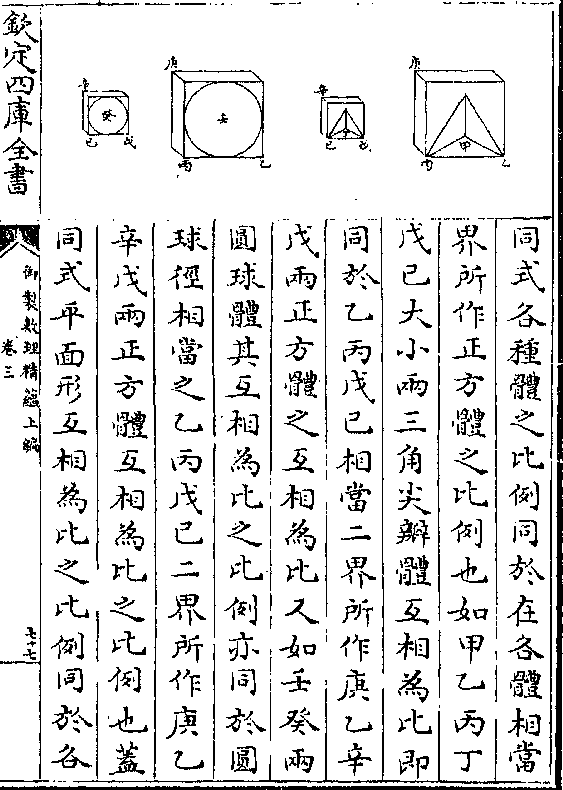 庚
甲
丙 乙
辛
己 戊
庚
壬
丙 乙
辛
癸
己 戊
同式各種體之比例同於在各體相當
界所作正方體之比例也如甲乙丙丁
戊己大小兩三角尖瓣體互相為比即
同於乙丙戊己相當二界所作庚乙辛
戊兩正方體之互相為比又如壬癸兩
圓球體其互相為比之比例亦同於圓
球徑相當之乙丙戊己二界所作庚乙
辛戊兩正方體互相為比之比例也蓋
同式平面形互相為比之比例同於各
欽定四庫全書
御製數理精蘊上編
卷三
七十七